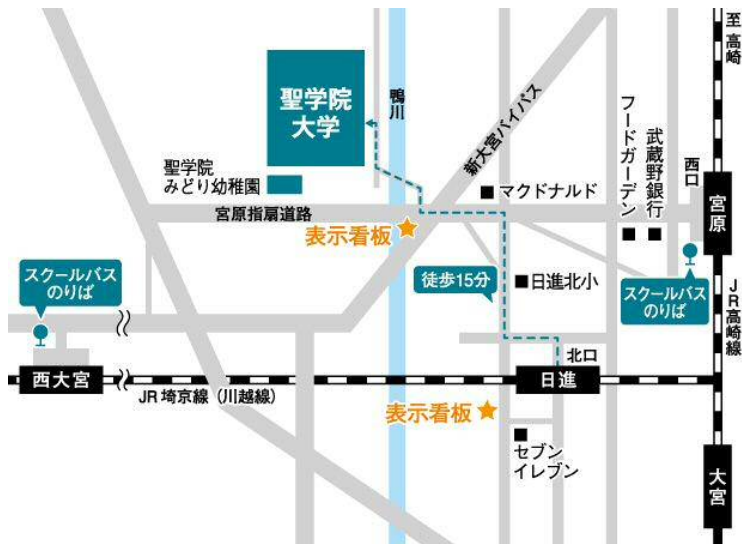 至
高崎
聖学院
大学
鴨川
新大宮バイパス
フードガーデン
武蔵野銀行
西口
宮原
聖学院
みどり幼稚園
マクドナルド
宮原指扇道路
表示看板
スクールバス
のりば
徒歩15分
日進北小
スクールバス
のりば
JR高崎線
北口
西大宮
日進
JR 埼京線（川越線）
表示看板
セブン
イレブン
大宮